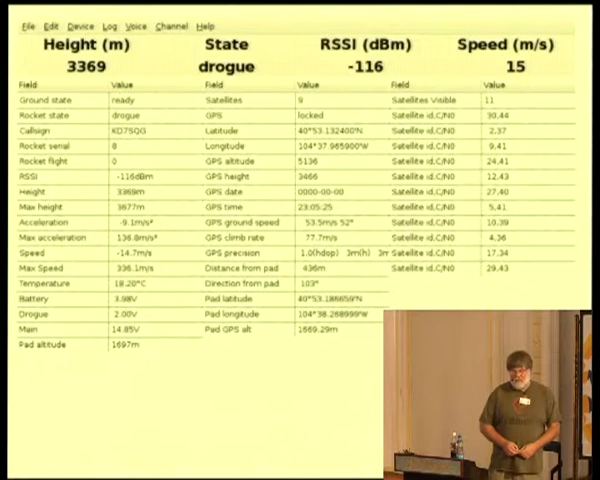 File Edit Device Log Voice Channel Help
Height (m) State RSSI (dBm) Speed (m/s)
3369 drogue -116 15
Field Value Field Value Field Value
Ground state ready Satellites 9 Satellites Visible 11
Rocket state drogue GPS locked Satellite id,C/N0 30,44
Callsign KD7SQG Latitude 40°53.132400'N Satellite id,C/N0 2,37
Rocket serial 8 Longitude 104°37.965900'W Satellite id,C/N0 9,41
Rocket flight 0 GPS altitude 5136 Satellite id,C/N0 24,41
RSSI -116dBm GPS height 3466 Satellite id,C/N0 12,43
Height 3369m GPS date 0000-00-00 Satellite id,C/N0 27,40
Max height 3677m GPS time 23:05:25 Satellite id,C/N0 5,41
Acceleration -9.1m/s² GPS ground speed 53.5m/s 52° Satellite id,C/N0 10,39
Max acceleration 136.8m/s² GPS climb rate 77.7m/s Satellite id,C/N0 4,36
Speed -14.7m/s GPS precision 1.0(hdop) 3m(h) 3m Satellite id,C/N0 17,34
Max Speed 336.1m/s Distance from pad 436m Satellite id,C/N0 29,43
Temperature 18.20°C Direction from pad 103°
Battery 3.98V Pad latitude 40°53.186659'N
Drogue 2.00V Pad longitude 104°38.268999'W
Main 14.85V Pad GPS alt 1669.29m
Pad altitude 1697m